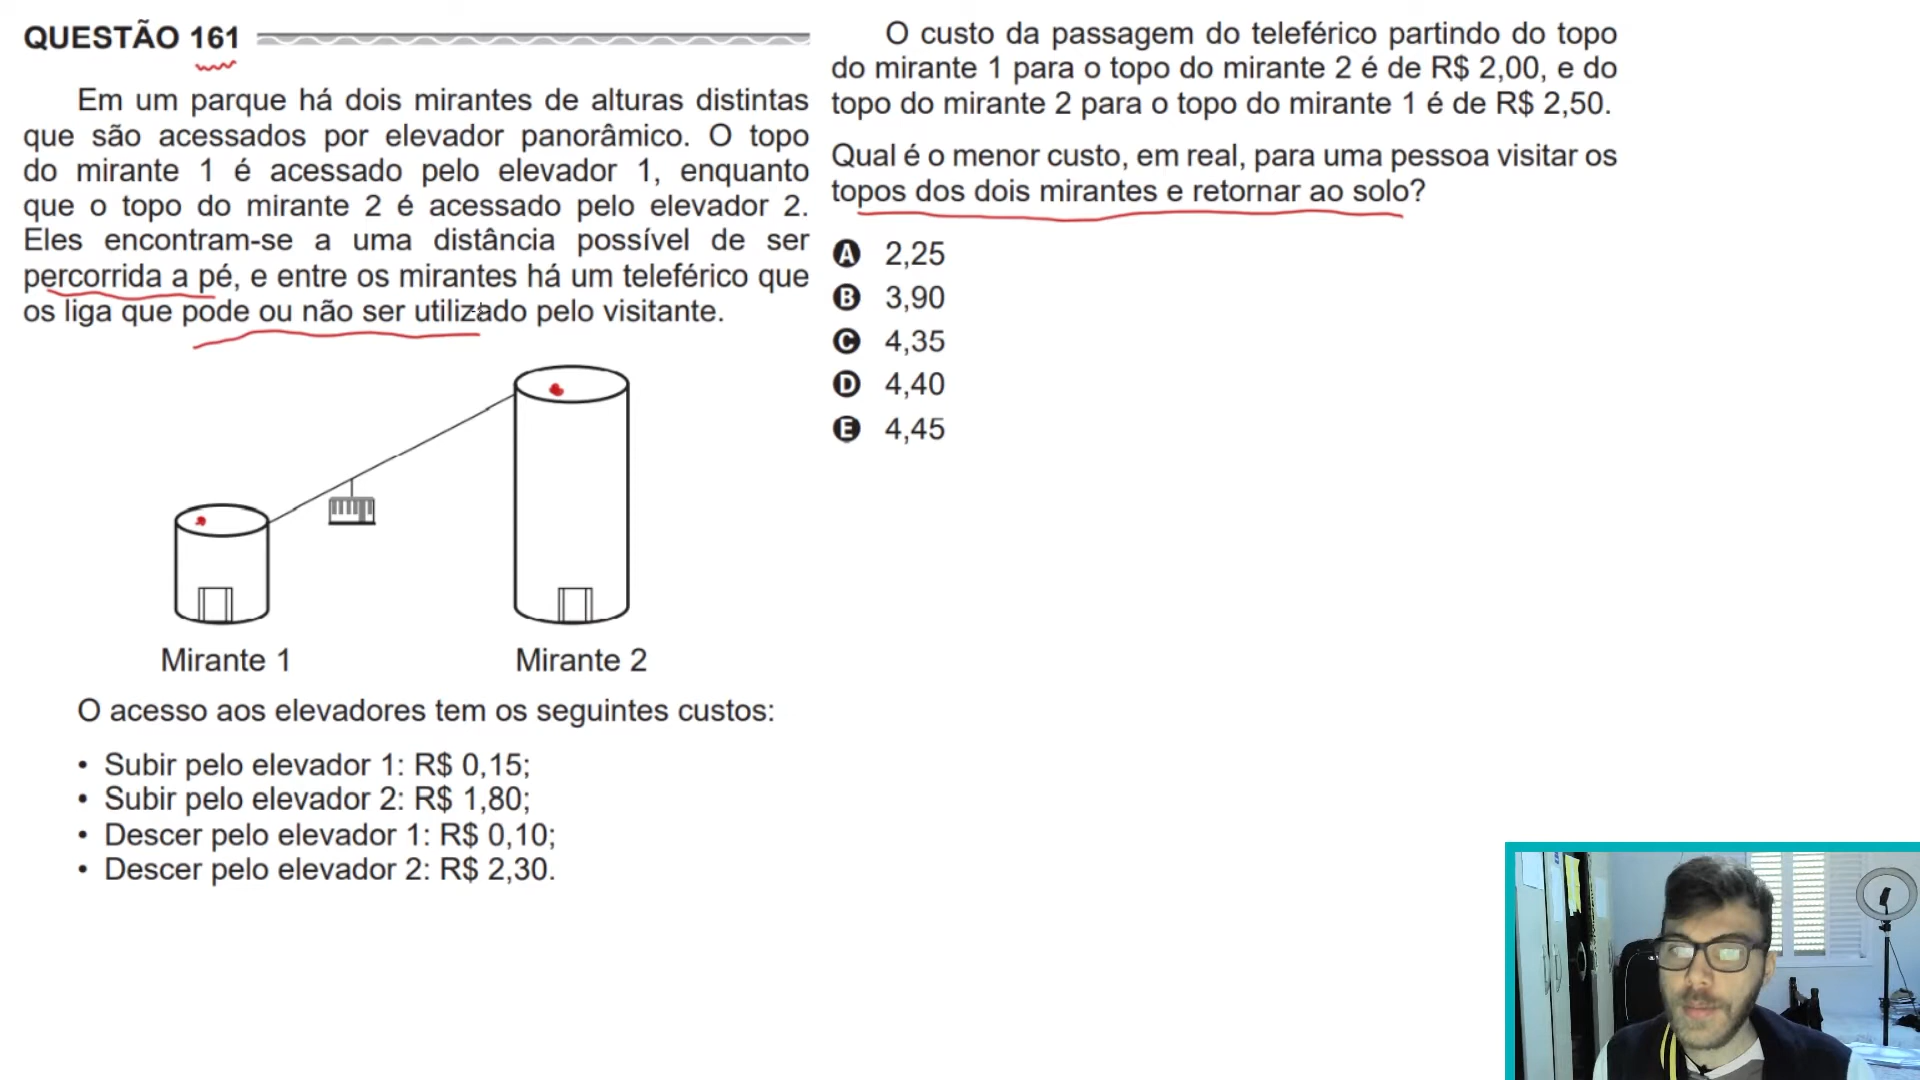 QUESTÃO 161
Em um parque há dois mirantes de alturas distintas
que são acessados por elevador panorâmico. O topo
do mirante 1 é acessado pelo elevador 1, enquanto
que o topo do mirante 2 é acessado pelo elevador 2.
Eles encontram-se a uma distância possível de ser
percorrida a pé, e entre os mirantes há um teleférico que
os liga que pode ou não ser utilizado pelo visitante.
Mirante 1
Mirante 2
O acesso aos elevadores tem os seguintes custos:
• Subir pelo elevador 1: R$ 0,15;
• Subir pelo elevador 2: R$ 1,80;
• Descer pelo elevador 1: R$ 0,10;
• Descer pelo elevador 2: R$ 2,30.
O custo da passagem do teleférico partindo do topo
do mirante 1 para o topo do mirante 2 é de R$ 2,00, e do
topo do mirante 2 para o topo do mirante 1 é de R$ 2,50.
Qual é o menor custo, em real, para uma pessoa visitar os
topos dos dois mirantes e retornar ao solo?
A 2,25
B 3,90
C 4,35
D 4,40
E 4,45